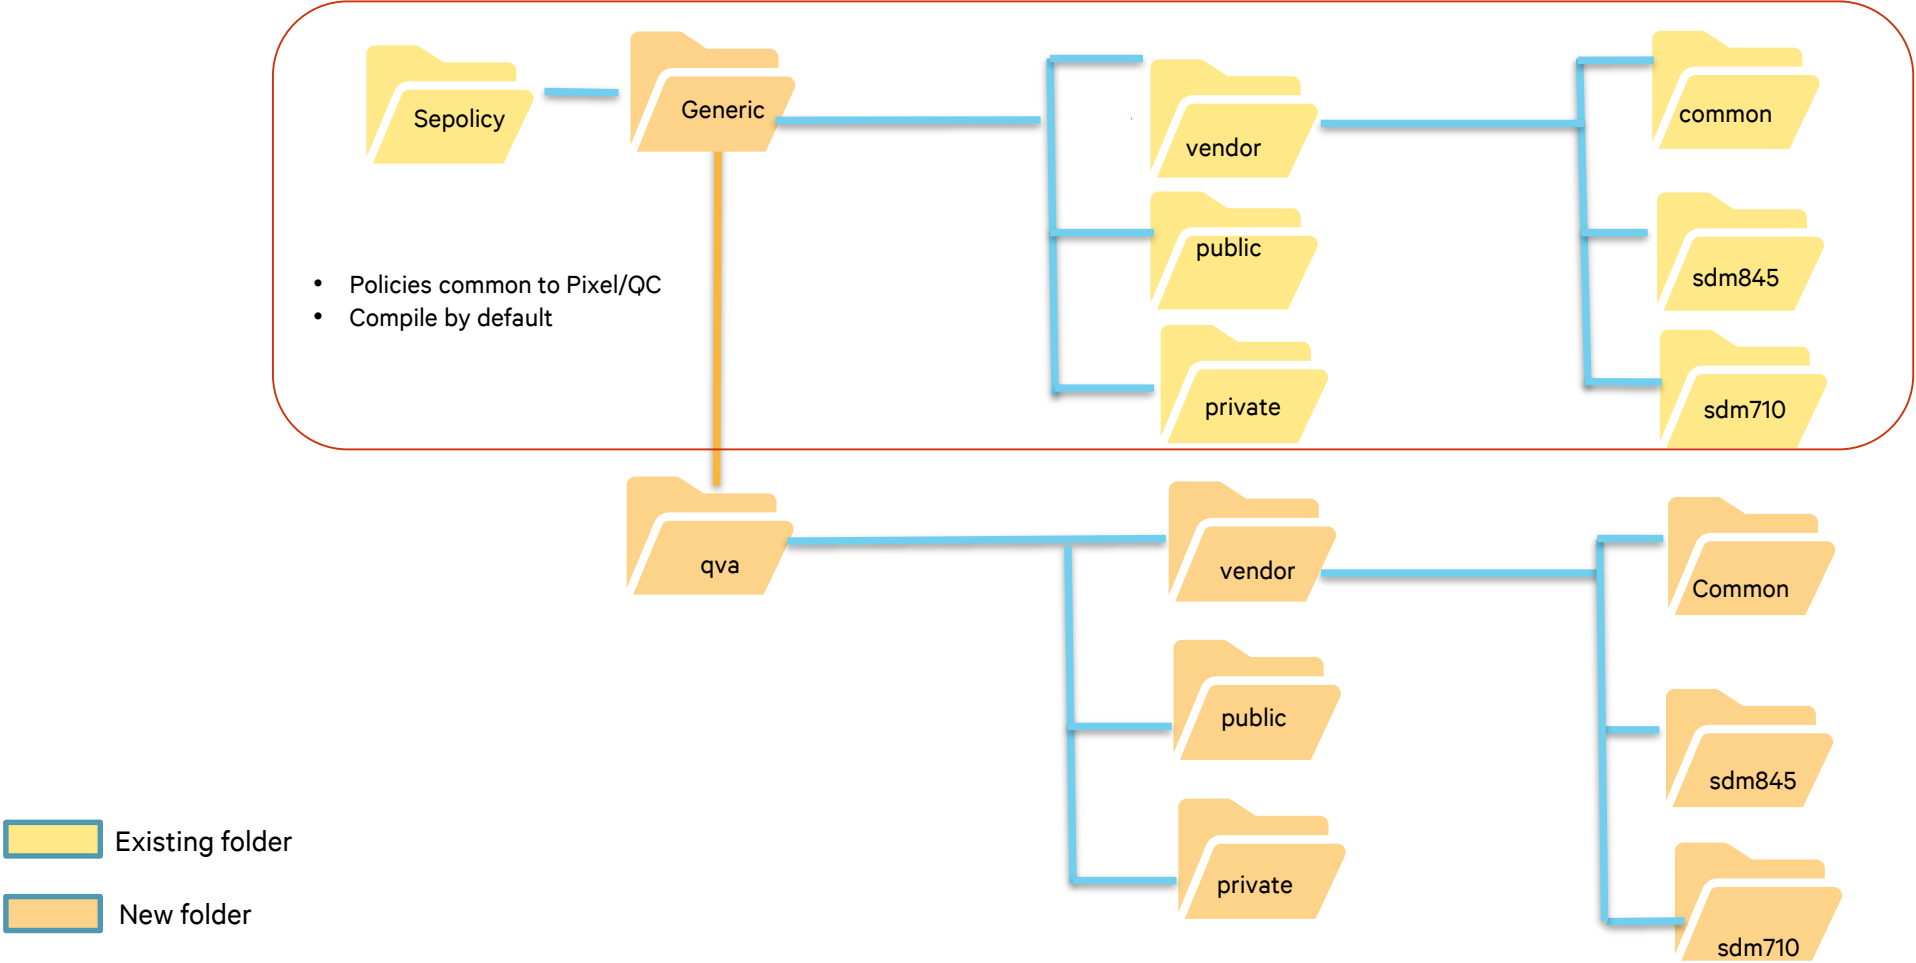 Sepolicy
Generic
vendor
common
public
sdm845
• Policies common to Pixel/QC
• Compile by default
private
sdm710
qva
vendor
Common
public
sdm845
private
sdm710
Existing folder
New folder